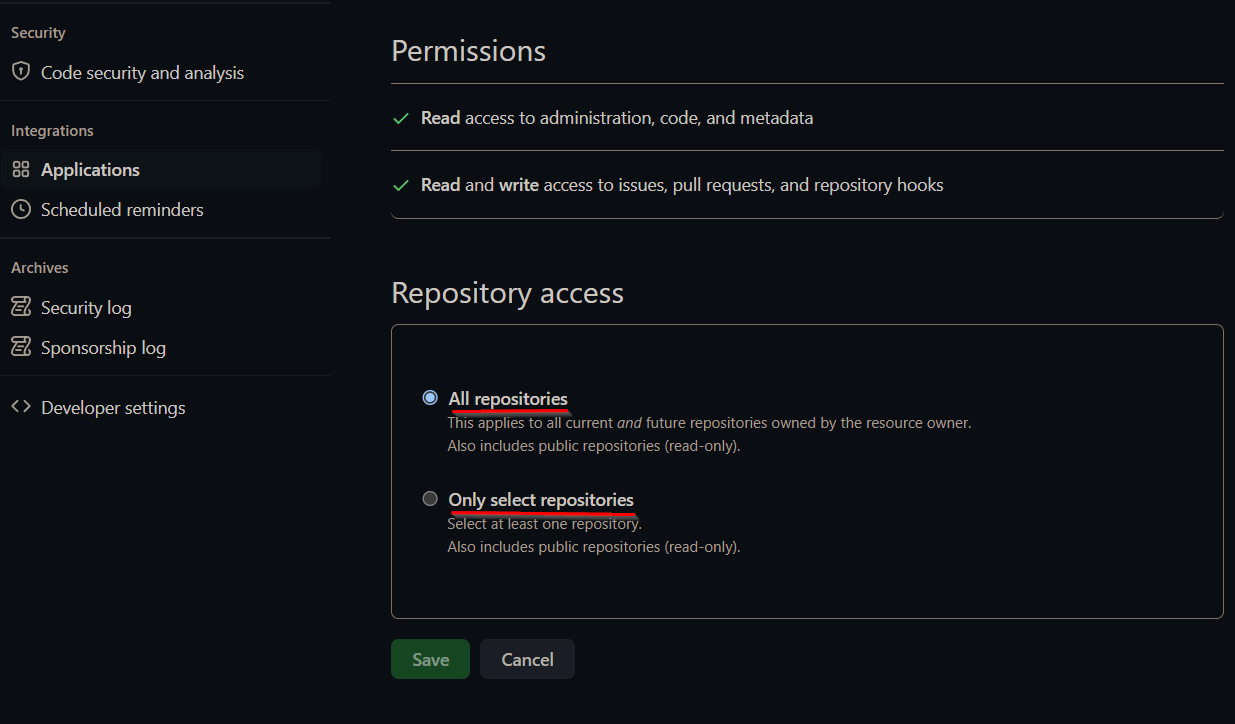 Security
Code security and analysis
Integrations
Applications
Scheduled reminders
Archives
Security log
Sponsorship log
Developer settings
Permissions
Read access to administration, code, and metadata
Read and write access to issues, pull requests, and repository hooks
Repository access
All repositories
This applies to all current and future repositories owned by the resource owner.
Also includes public repositories (read-only).
Only select repositories
Select at least one repository.
Also includes public repositories (read-only).
Save
Cancel